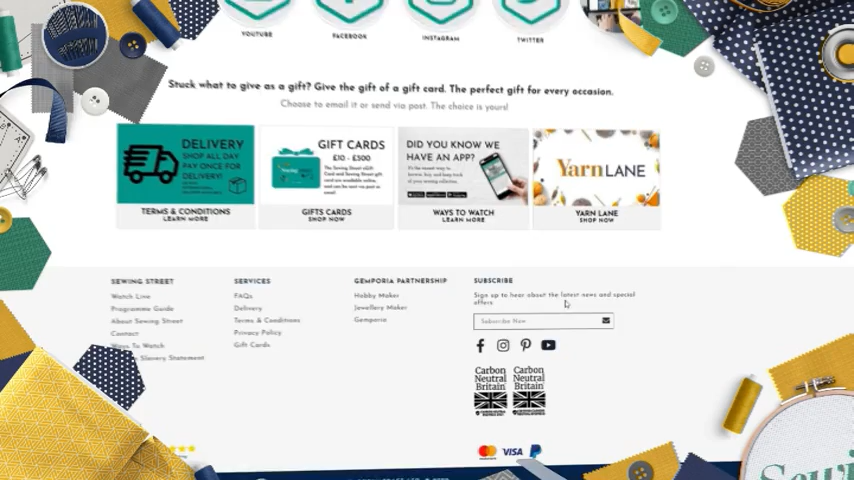 YOUTUBE
FACEBOOK
INSTAGRAM
TWITTER
Stuck what to give as a gift? Give the gift of a gift card. The perfect gift for every occasion.
Choose to email it or send via post. The choice is yours!
DELIVERY
SHOP ALL DAY
PAY ONCE FOR
DELIVERY!
TERMS & CONDITIONS
LEARN MORE
GIFT CARDS
£10 - £500
GIFTS CARDS
SHOP NOW
DID YOU KNOW WE
HAVE AN APP?
WAYS TO WATCH
LEARN MORE
YarnLANE
YARN LANE
SHOP NOW
SEWING STREET
Watch Live
Programme Guide
About Sewing Street
Contact
Ways To Watch
Slavery Statement
SERVICES
FAQs
Delivery
Terms & Conditions
Privacy Policy
Gift Cards
GEMPORIA PARTNERSHIP
Hobby Maker
Jewellery Maker
Gemporia
SUBSCRIBE
Sign up to hear about the latest news and special
offers
Subscribe Now
Carbon
Neutral
Britain
Carbon
Neutral
Britain
VISA